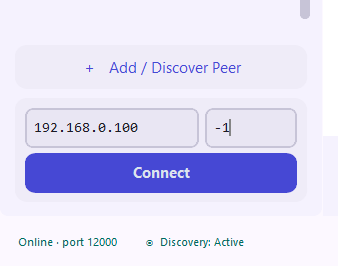 + Add / Discover Peer
192.168.0.100 -1
Connect
Online · port 12000 ◎ Discovery: Active